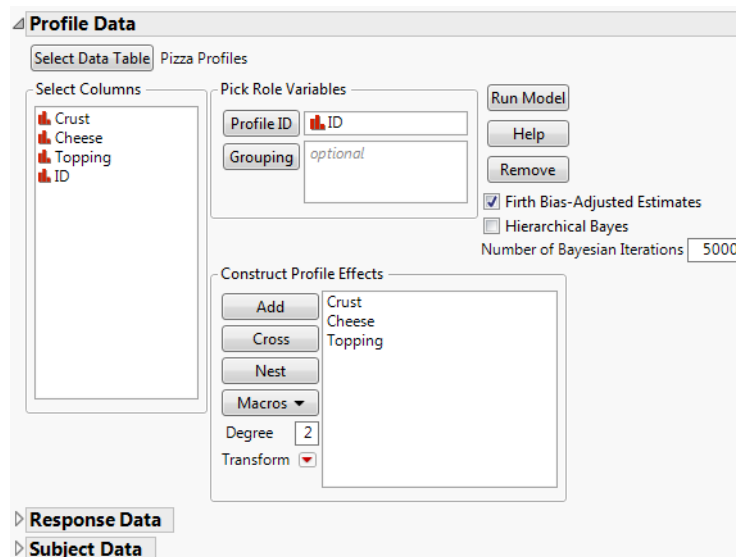 Profile Data
Select Data Table Pizza Profiles
Select Columns
Crust
Cheese
Topping
ID
Pick Role Variables
Profile ID ID
Grouping optional
Run Model
Help
Remove
Firth Bias-Adjusted Estimates
Hierarchical Bayes
Number of Bayesian Iterations 5000
Construct Profile Effects
Add
Cross
Nest
Macros
Degree 2
Transform
Crust
Cheese
Topping
Response Data
Subject Data